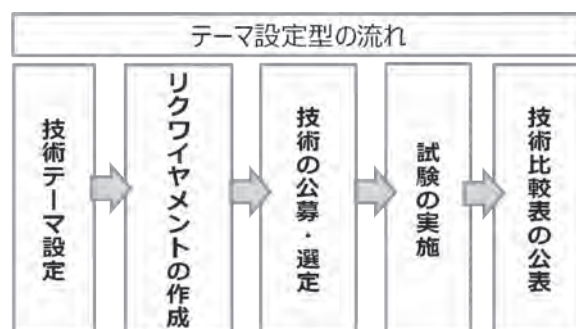 テーマ設定型の流れ
技術テーマ設定
リクワイヤメントの作成
技術の公募・選定
試験の実施
技術比較表の公表